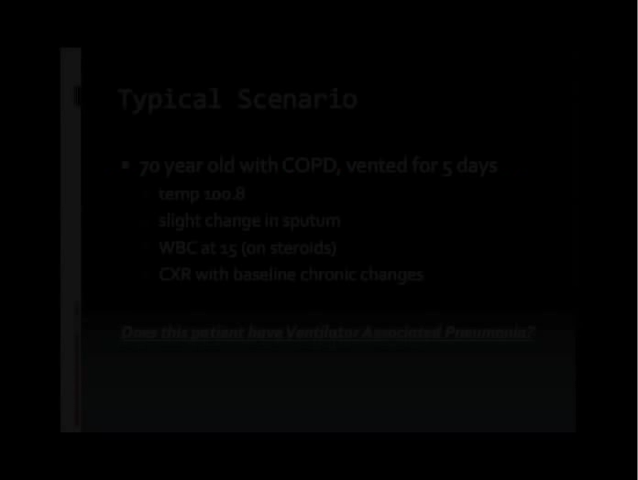 Typical Scenario
70 year old with COPD, vented for 5 days
temp 100.8
slight change in sputum
WBC at 15 (on steroids)
CXR with baseline chronic changes
Does this patient have Ventilator Associated Pneumonia?